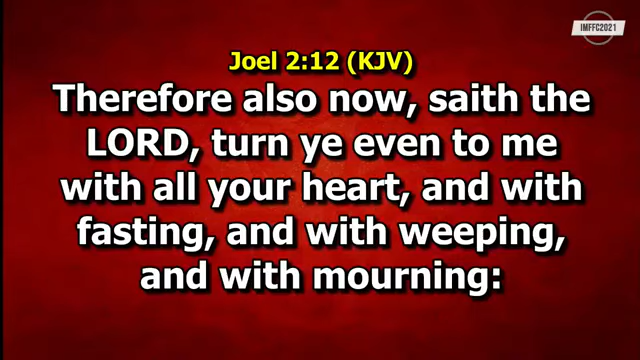 IMFFC2021
Joel 2:12 (KJV)
Therefore also now, saith the
LORD, turn ye even to me
with all your heart, and with
fasting, and with weeping,
and with mourning: